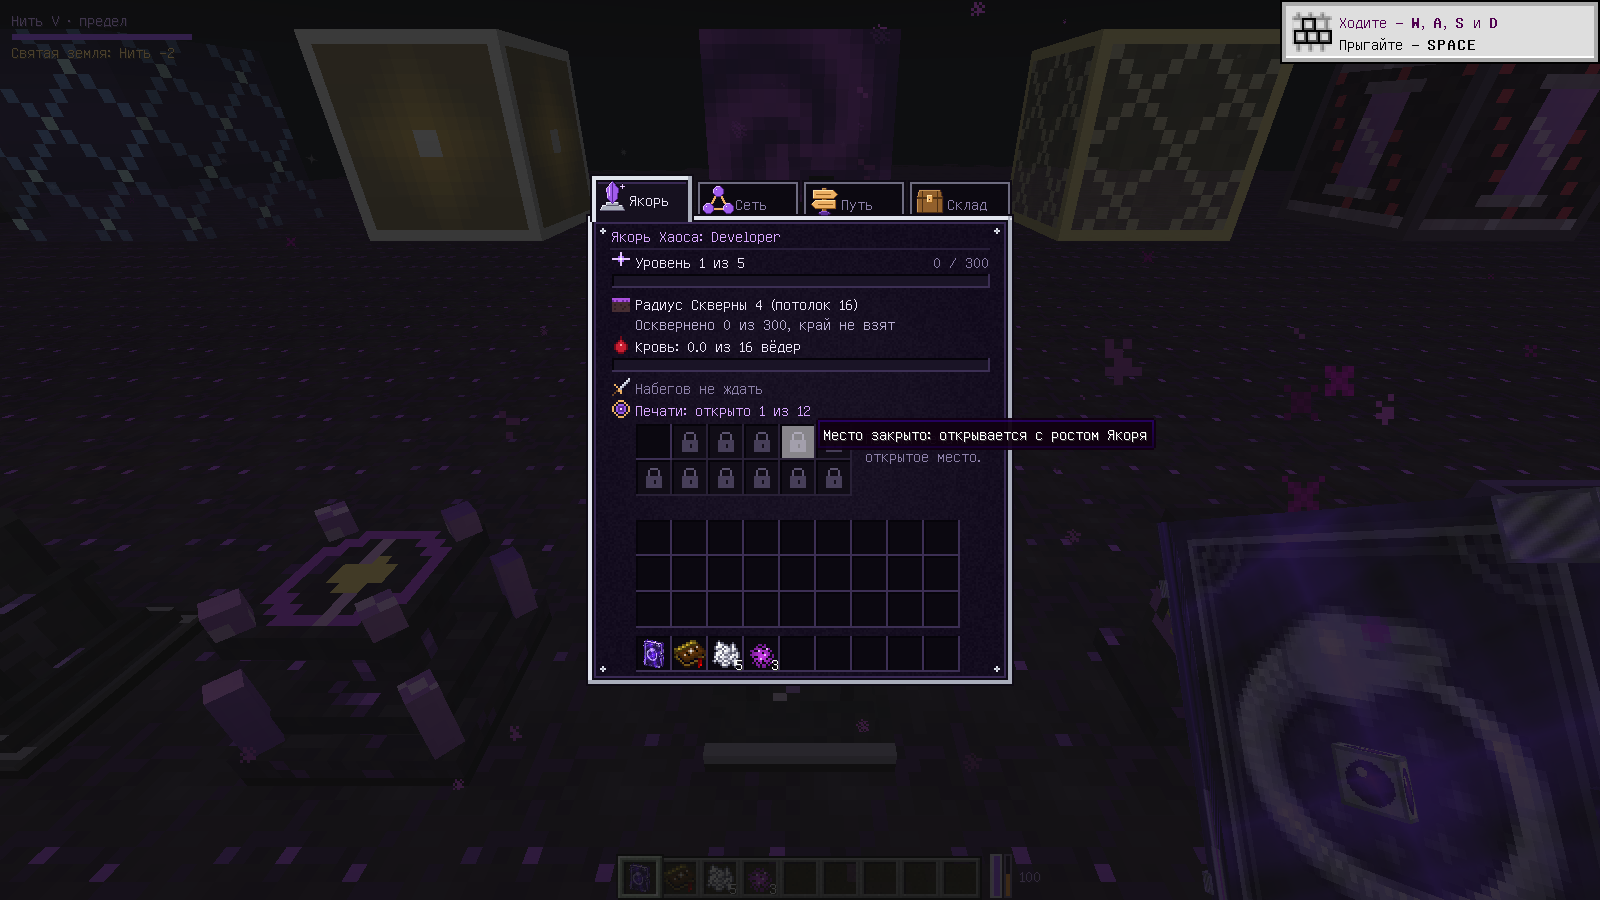 Нить V · предел
Святая земля: Нить -2
Ходите - W, A, S и D
Прыгайте - SPACE
Якорь
Сеть
Путь
Склад
Якорь Хаоса: Developer
Уровень 1 из 5
0 / 300
Радиус Скверны 4 (потолок 16)
Осквернено 0 из 300, край не взят
Кровь: 0.0 из 16 вёдер
Набегов не ждать
Печати: открыто 1 из 12
Место закрыто: открывается с ростом Якоря
открытое место.
5
3
5
3
100